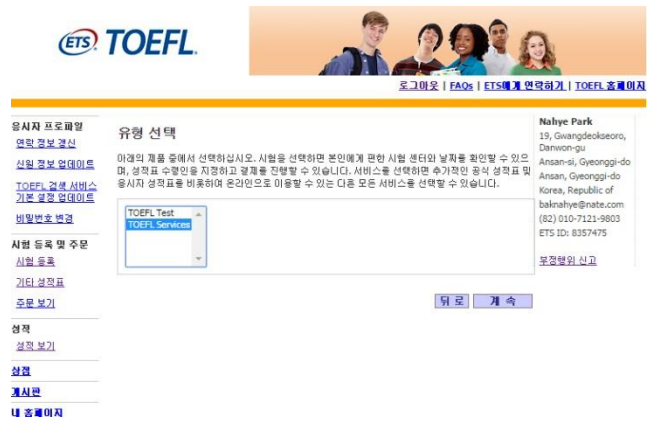 ETS TOEFL
로그아웃 | FAQs | ETS에게 연락하기 | TOEFL 홈페이지
응시자 프로파일
연락 정보 갱신
신원 정보 업데이트
TOEFL 검색 서비스
기본 설정 업데이트
비밀번호 변경
시험 등록 및 주문
시험 등록
기타 성적표
주문 보기
성적
성적 보기
상점
게시판
내 홈페이지
유형 선택
아래의 제품 중에서 선택하십시오. 시험을 선택하면 본인에게 편한 시험 센터와 날짜를 확인할 수 있으
며, 성적표 수령인을 지정하고 결제를 진행할 수 있습니다. 서비스를 선택하면 추가적인 공식 성적표 및
응시자 성적표를 비롯하여 온라인으로 이용할 수 있는 다른 모든 서비스를 선택할 수 있습니다.
TOEFL Test
TOEFL Services
뒤로 계속
Nahye Park
19, Gwangdeokseoro,
Danwon-gu
Ansan-si, Gyeonggi-do
Ansan, Gyeonggi-do
Korea, Republic of
baknahye@nate.com
(82) 010-7121-9803
ETS ID: 8357475
부정행위 신고